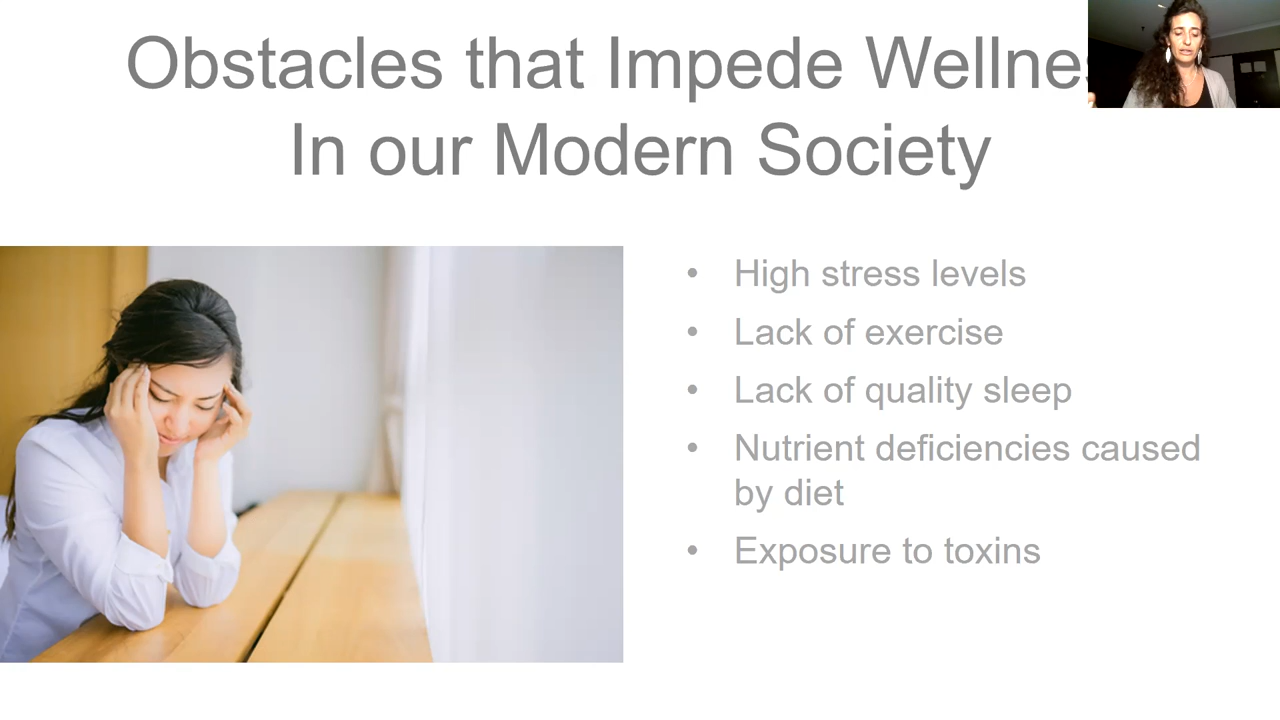 Obstacles that Impede
In our Modern Society
• High stress levels
• Lack of exercise
• Lack of quality sleep
• Nutrient deficiencies caused
by diet
• Exposure to toxins